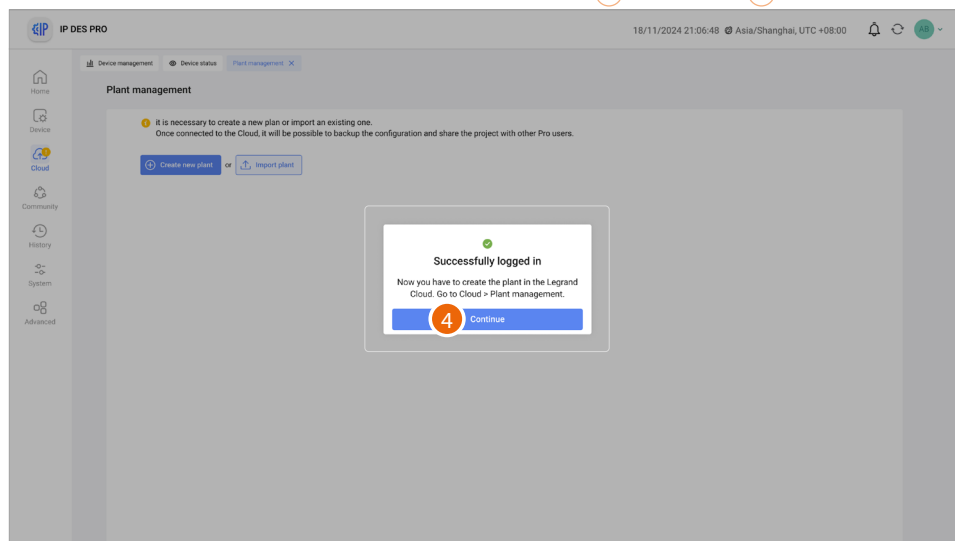 IP DES PRO
18/11/2024 21:06:48 Asia/Shanghai, UTC +08:00
AB
Device management
Device status
Plant management X
Home
Device
Cloud
Community
History
System
Advanced
Plant management
it is necessary to create a new plan or import an existing one.
Once connected to the Cloud, it will be possible to backup the configuration and share the project with other Pro users.
Create new plant or Import plant
Successfully logged in
Now you have to create the plant in the Legrand
Cloud. Go to Cloud > Plant management.
4 Continue